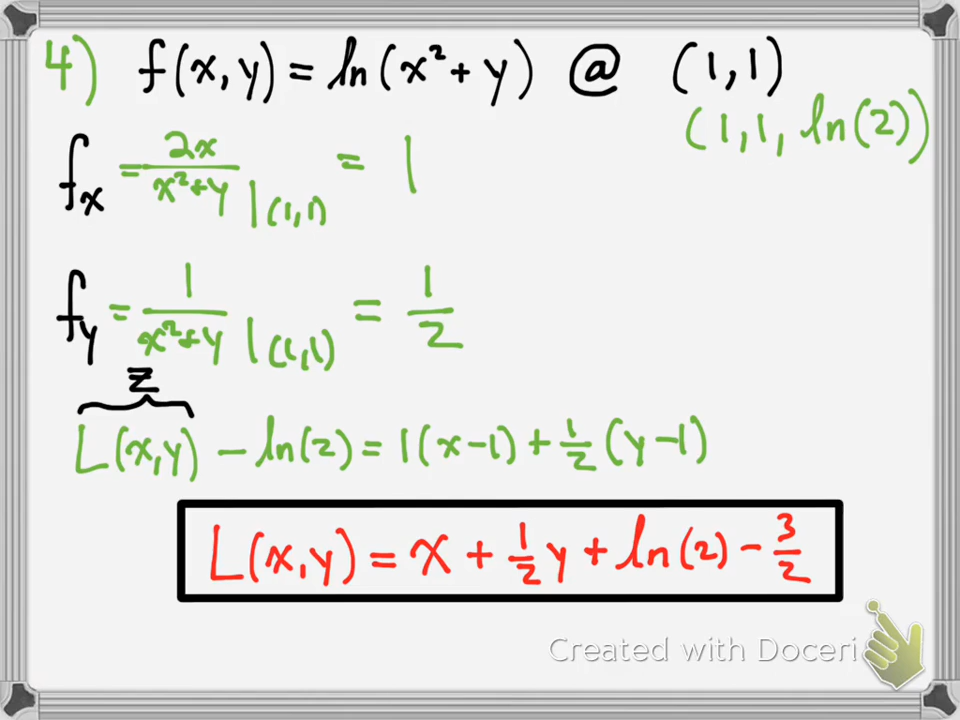 4) f(x,y) = ln(x²+y) @ (1,1)
(1,1, ln(2))
fₓ = 2x/(x²+y) |(1,1) = 1
f_y = 1/(x²+y) |(1,1) = 1/2
z
L(x,y) - ln(2) = 1(x-1) + 1/2 (y-1)
L(x,y) = x + 1/2 y + ln(2) - 3/2
Created with Doceri